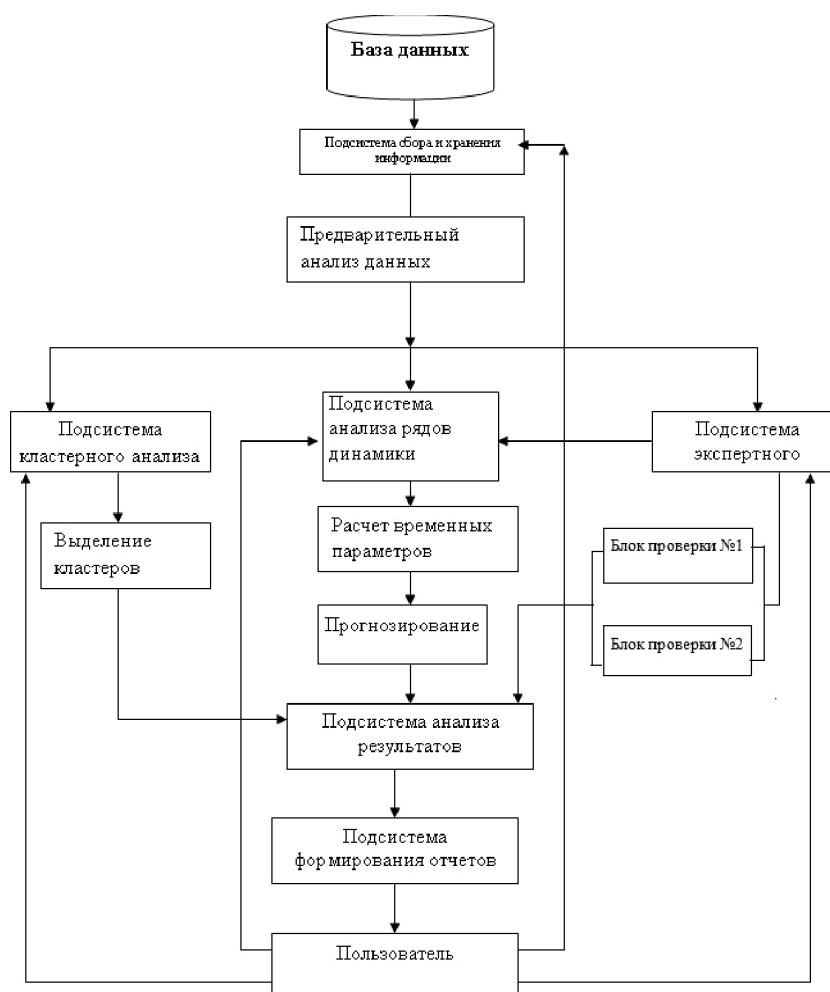 База данных
Подсистема сбора и хранения
информации
Предварительный
анализ данных
Подсистема
кластерного анализа
Подсистема
анализа рядов
динамики
Подсистема
экспертного
Выделение
кластеров
Расчет временных
параметров
Блок проверки №1
Прогнозирование
Блок проверки №2
Подсистема анализа
результатов
Подсистема
формирования отчетов
Пользователь